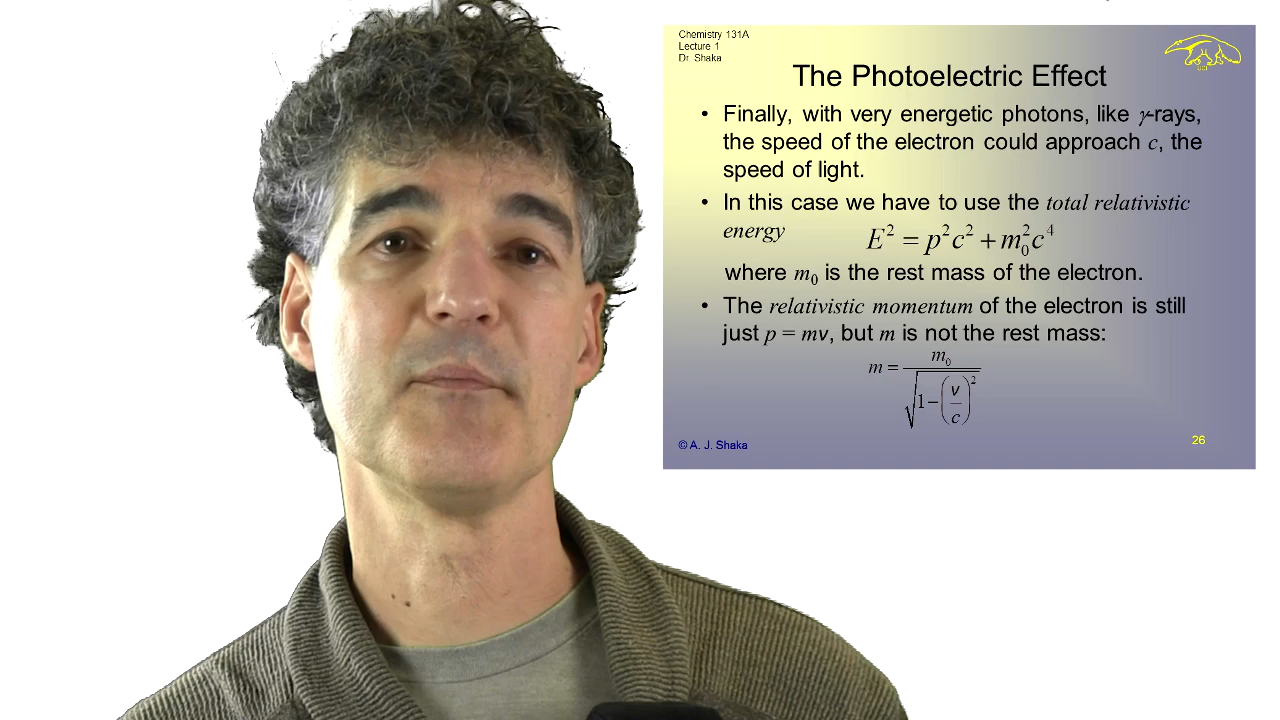 Chemistry 131A
Lecture 1
Dr. Shaka
The Photoelectric Effect
• Finally, with very energetic photons, like γ-rays,
the speed of the electron could approach c, the
speed of light.
• In this case we have to use the total relativistic
energy
E² = p²c² + m₀²c⁴
where m₀ is the rest mass of the electron.
• The relativistic momentum of the electron is still
just p = mv, but m is not the rest mass:
m = m₀ / √(1−(v/c)²)
© A. J. Shaka
26
UCI